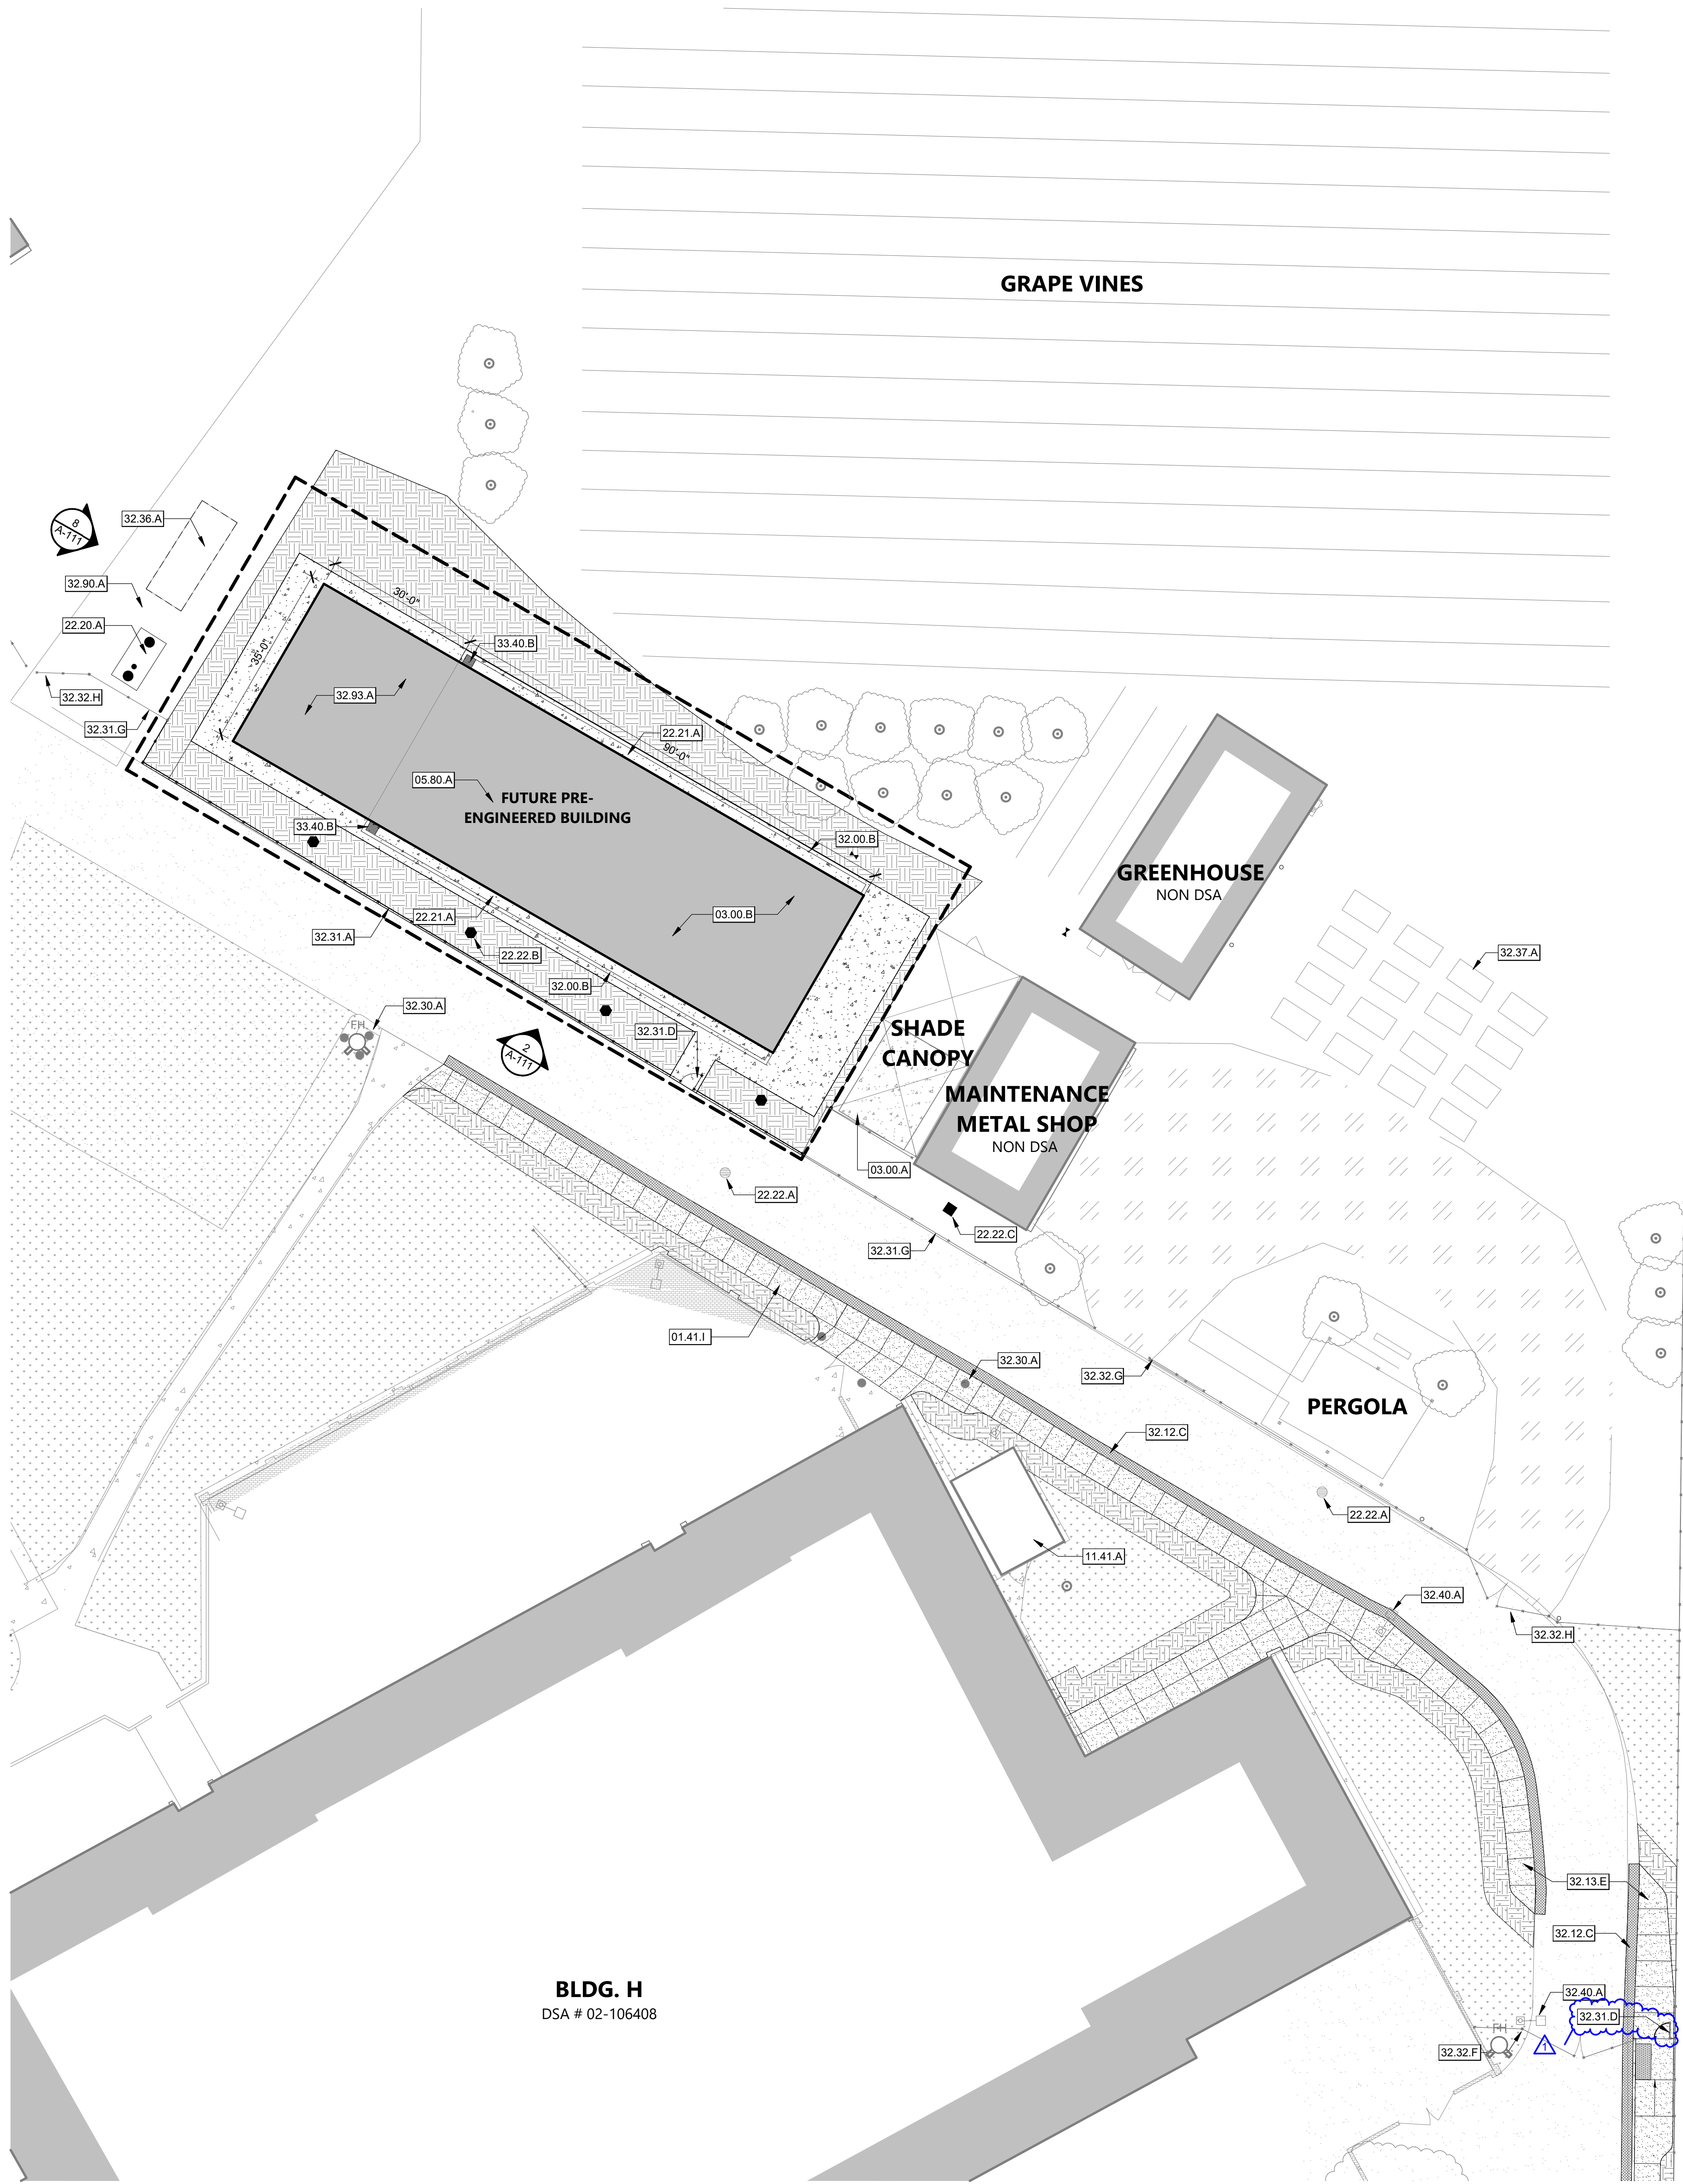 GRAPE VINES
8
A-111
32.36.A
32.90.A
22.20.A
32.32.H
32.31.G
30'-0"
35'-0"
33.40.B
32.93.A
22.21.A
90'-0"
05.80.A
FUTURE PRE-
ENGINEERED BUILDING
33.40.B
32.00.B
GREENHOUSE
NON DSA
22.21.A
03.00.B
32.31.A
22.22.B
32.37.A
32.00.B
32.30.A
FH
32.31.D
SHADE
CANOPY
2
A-111
MAINTENANCE
METAL SHOP
NON DSA
03.00.A
22.22.A
22.22.C
32.31.G
01.41.I
32.30.A
32.32.G
PERGOLA
32.12.C
22.22.A
11.41.A
32.40.A
32.32.H
32.13.E
32.12.C
BLDG. H
DSA # 02-106408
32.40.A
32.31.D
FH
1
32.32.F